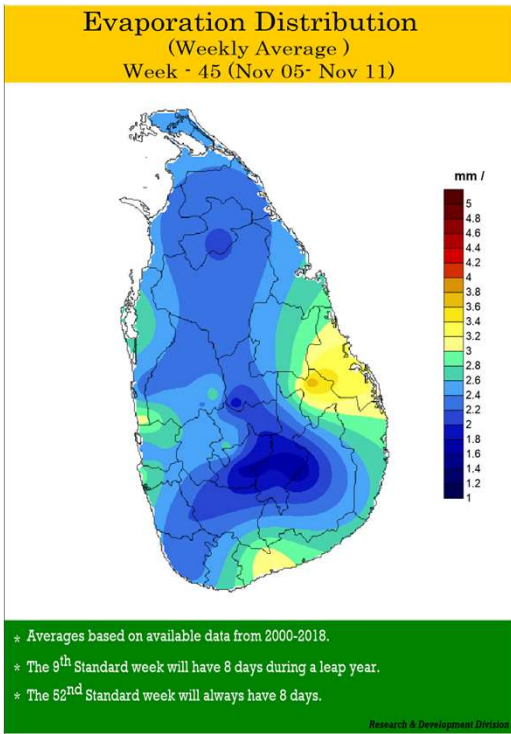 Evaporation Distribution
(Weekly Average )
Week - 45 (Nov 05- Nov 11)
mm /
5
4.8
4.6
4.4
4.2
4
3.8
3.6
3.4
3.2
3
2.8
2.6
2.4
2.2
2
1.8
1.6
1.4
1.2
1
* Averages based on available data from 2000-2018.
* The 9th Standard week will have 8 days during a leap year.
* The 52nd Standard week will always have 8 days.
Research & Development Division